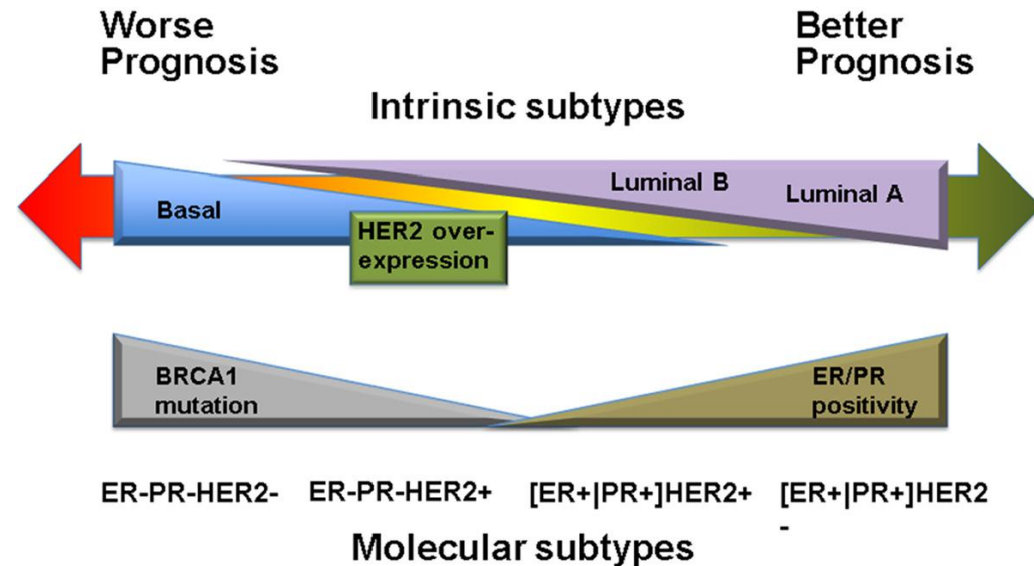 Worse
Prognosis
Better
Prognosis
Intrinsic subtypes
Basal
HER2 over-
expression
Luminal B
Luminal A
BRCA1
mutation
ER/PR
positivity
ER-PR-HER2-
ER-PR-HER2+
[ER+|PR+]HER2+
[ER+|PR+]HER2
-
Molecular subtypes